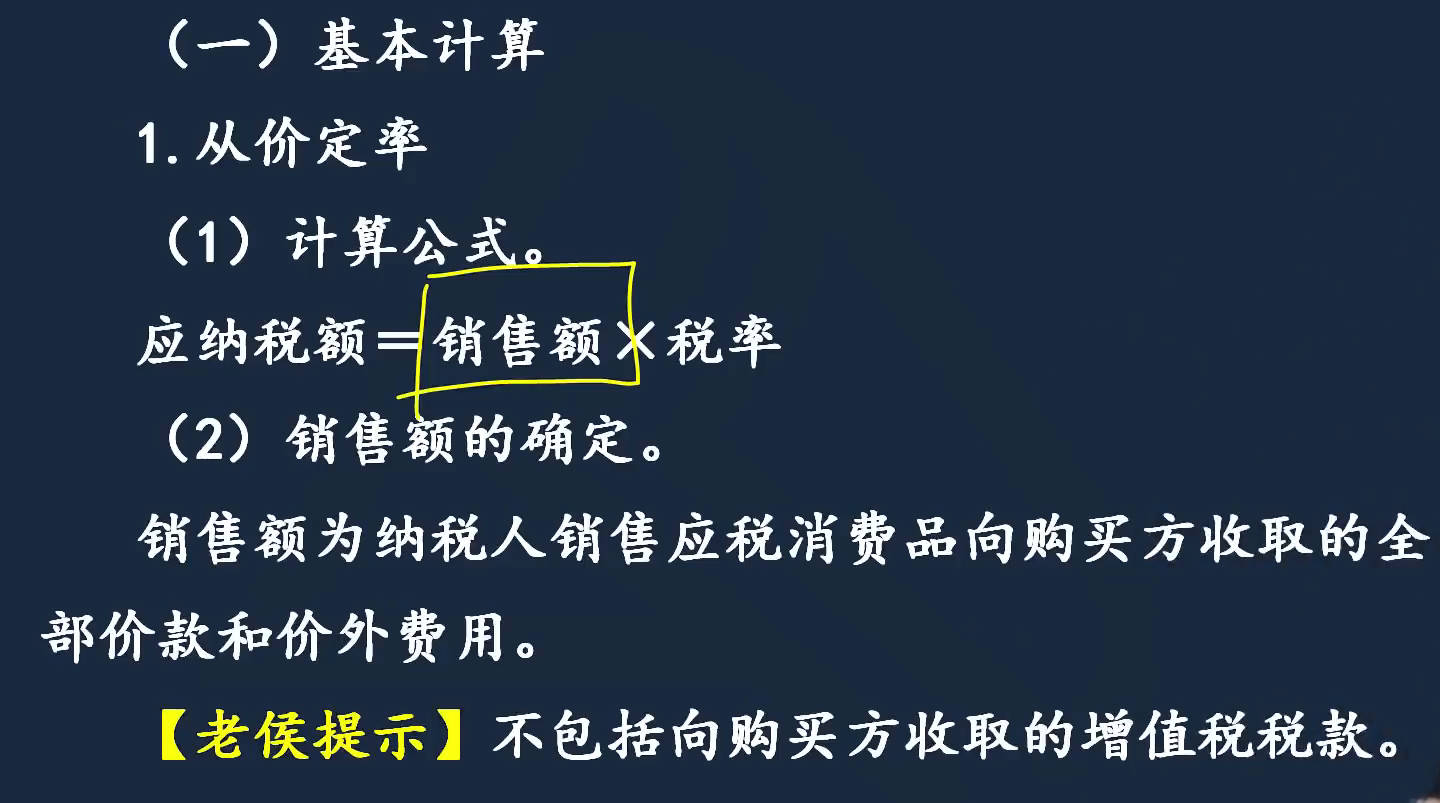 （一）基本计算
1.从价定率
（1）计算公式。
应纳税额＝销售额×税率
（2）销售额的确定。
销售额为纳税人销售应税消费品向购买方收取的全
部价款和价外费用。
【老侯提示】不包括向购买方收取的增值税税款。